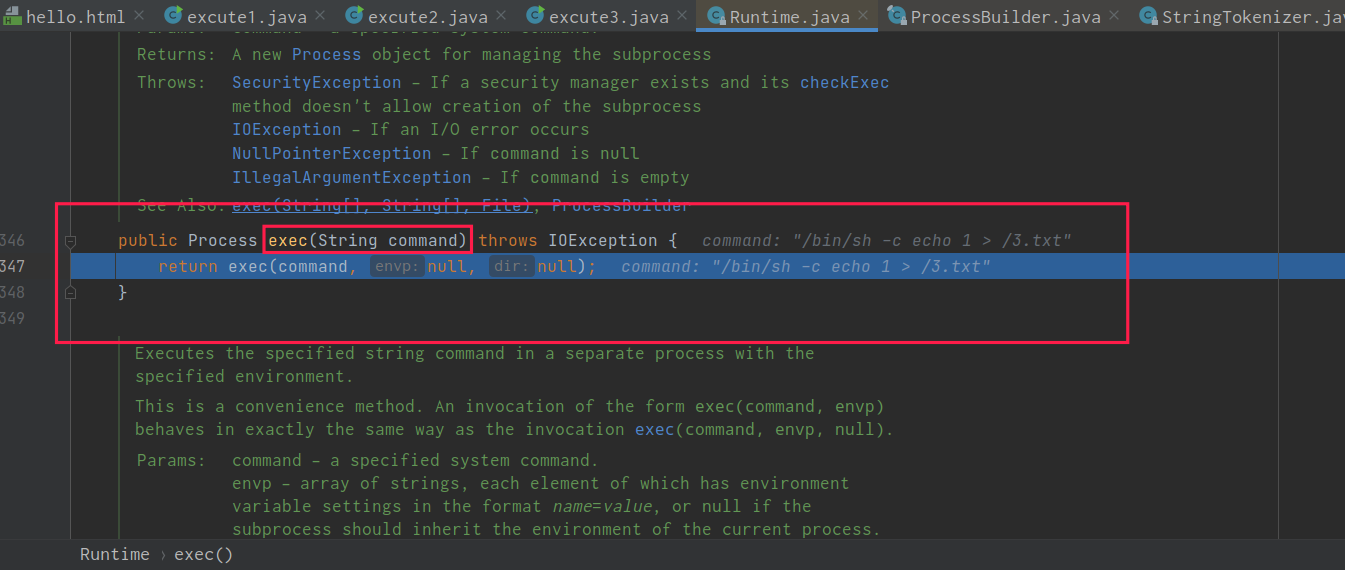 hello.html × excute1.java × excute2.java × excute3.java × Runtime.java × ProcessBuilder.java × StringTokenizer.jav
Returns: A new Process object for managing the subprocess
Throws: SecurityException – If a security manager exists and its checkExec
method doesn't allow creation of the subprocess
IOException – If an I/O error occurs
NullPointerException – If command is null
IllegalArgumentException – If command is empty
See Also: exec(String[], String[], File), ProcessBuilder
346 public Process exec(String command) throws IOException { command: "/bin/sh -c echo 1 > /3.txt"
347 return exec(command, envp: null, dir: null); command: "/bin/sh -c echo 1 > /3.txt"
348 }
349
Executes the specified string command in a separate process with the
specified environment.
This is a convenience method. An invocation of the form exec(command, envp)
behaves in exactly the same way as the invocation exec(command, envp, null).
Params: command – a specified system command.
envp – array of strings, each element of which has environment
variable settings in the format name=value, or null if the
subprocess should inherit the environment of the current process.
Runtime › exec()